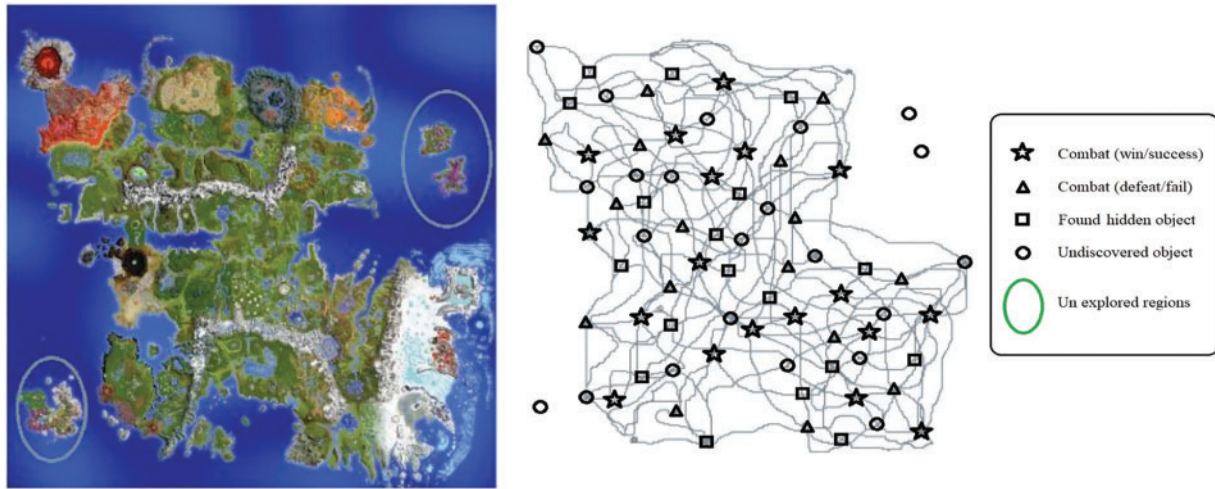 Combat (win/success)
Combat (defeat/fail)
Found hidden object
Undiscovered object
Un explored regions